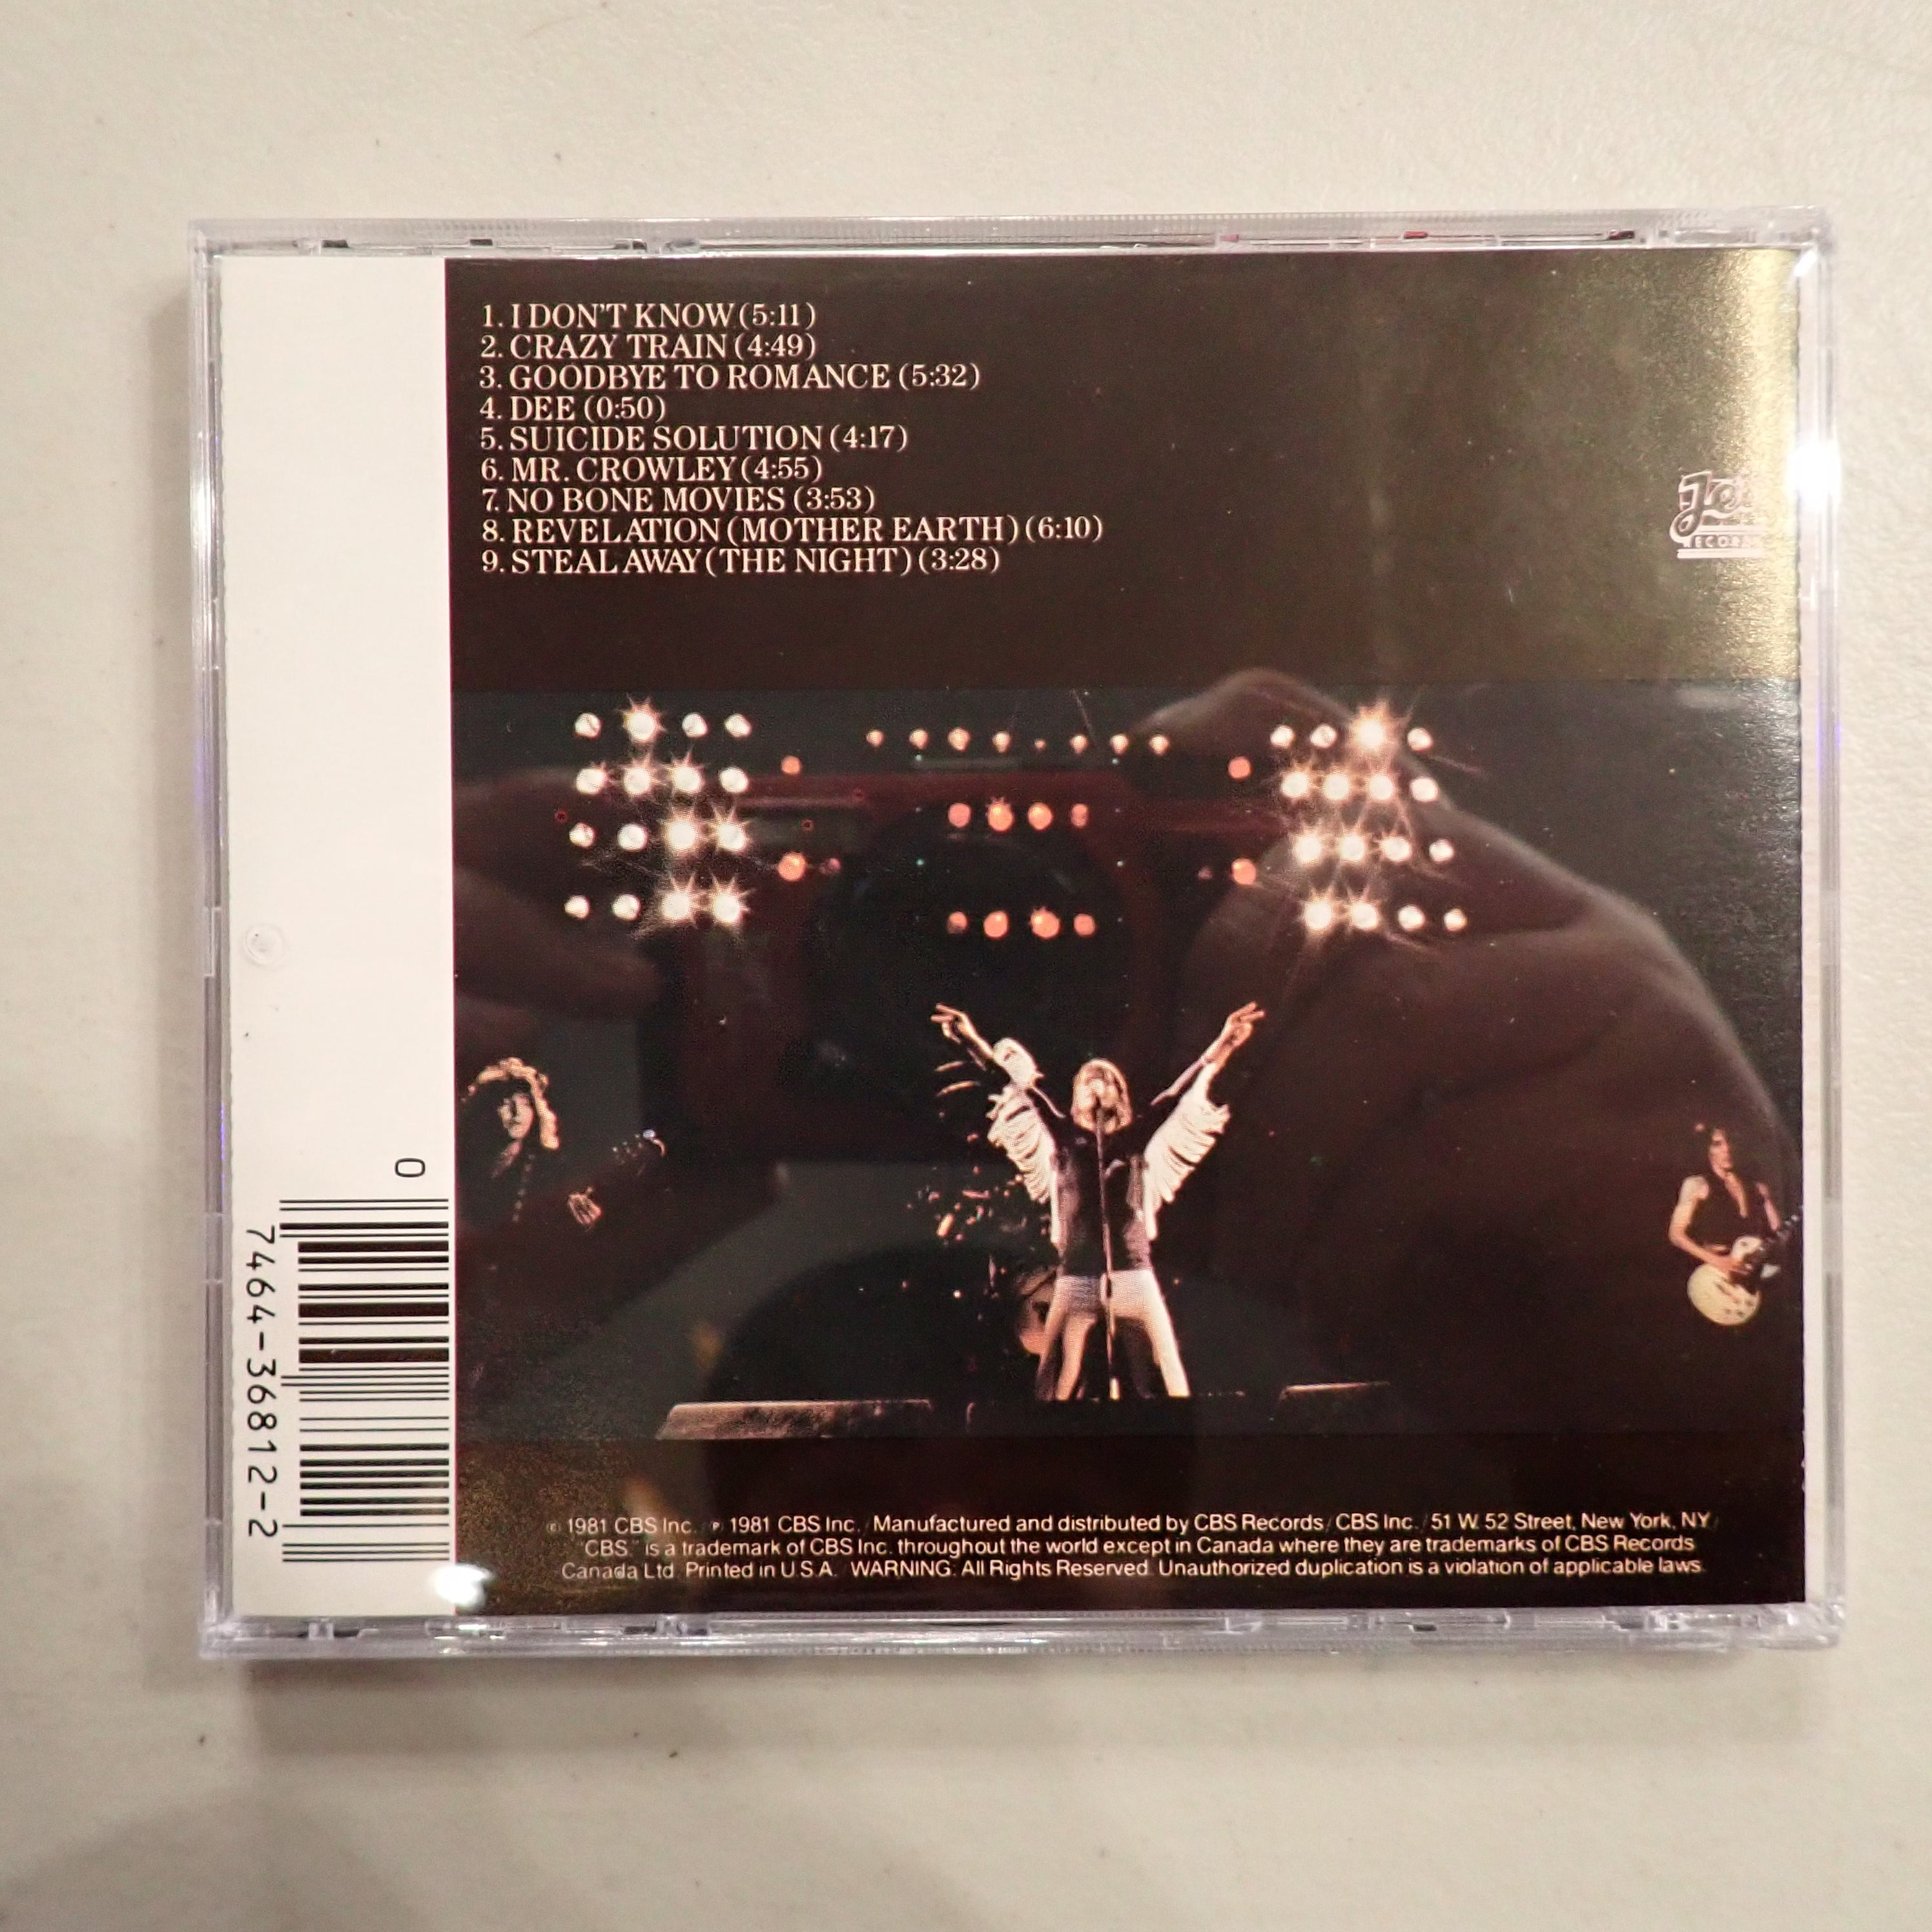 1. I DON'T KNOW (5:11)
2. CRAZY TRAIN (4:49)
3. GOODBYE TO ROMANCE (5:32)
4. DEE (0:50)
5. SUICIDE SOLUTION (4:17)
6. MR. CROWLEY (4:55)
7. NO BONE MOVIES (3:53)
8. REVELATION (MOTHER EARTH) (6:10)
9. STEAL AWAY (THE NIGHT) (3:28)
0
7464-36812-2
© 1981 CBS Inc. / ℗ 1981 CBS Inc. / Manufactured and distributed by CBS Records / CBS Inc. / 51 W. 52 Street, New York, NY /
"CBS" is a trademark of CBS Inc. throughout the world except in Canada where they are trademarks of CBS Records
Canada Ltd. Printed in U.S.A. WARNING: All Rights Reserved. Unauthorized duplication is a violation of applicable laws.